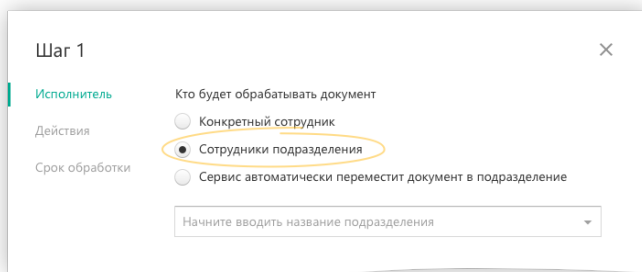 Шаг 1
Исполнитель
Действия
Срок обработки
Кто будет обрабатывать документ
Конкретный сотрудник
Сотрудники подразделения
Сервис автоматически переместит документ в подразделение
Начните вводить название подразделения